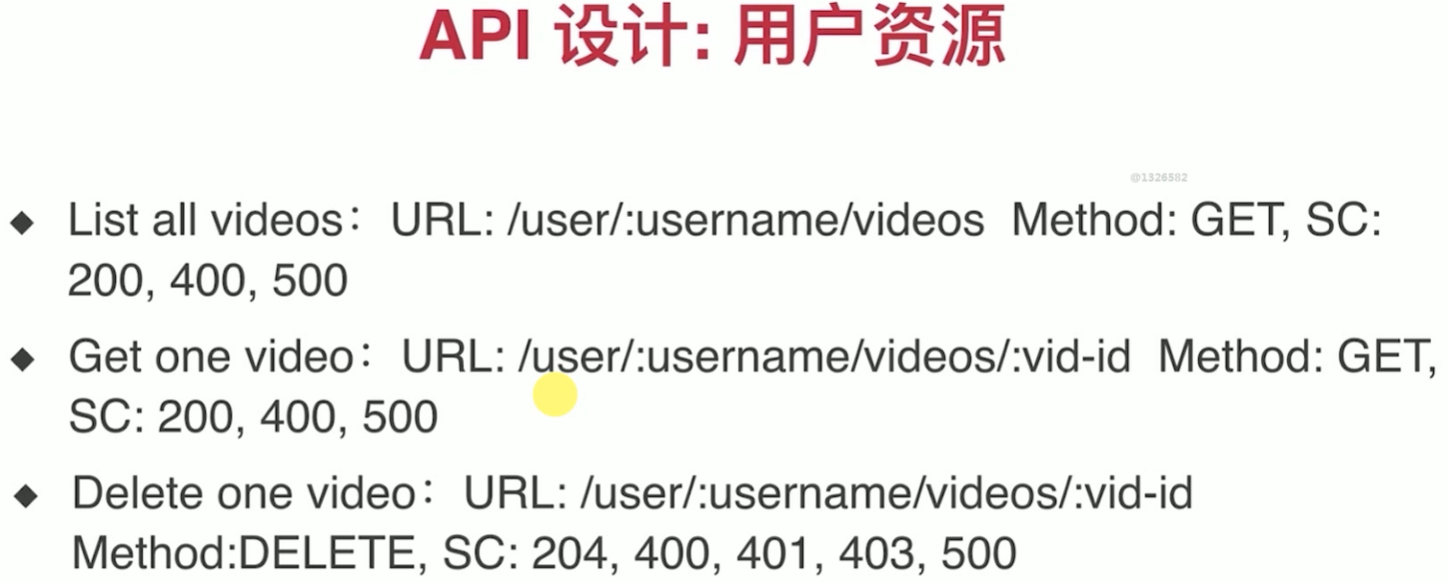 API 设计: 用户资源
@1326582
◆ List all videos： URL: /user/:username/videos Method: GET, SC:
200, 400, 500
◆ Get one video： URL: /user/:username/videos/:vid-id Method: GET,
SC: 200, 400, 500
◆ Delete one video： URL: /user/:username/videos/:vid-id
Method:DELETE, SC: 204, 400, 401, 403, 500